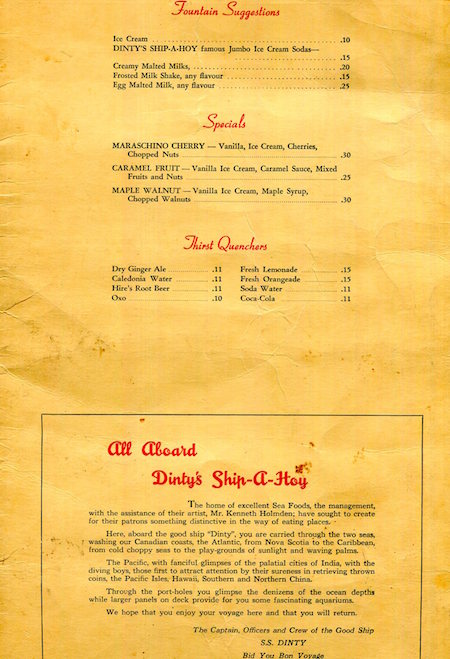 Fountain Suggestions
Ice Cream .10
DINTY'S SHIP-A-HOY famous Jumbo Ice Cream Sodas—
.15
Creamy Malted Milks, .20
Frosted Milk Shake, any flavour .15
Egg Malted Milk, any flavour .25
Specials
MARASCHINO CHERRY — Vanilla, Ice Cream, Cherries,
Chopped Nuts .30
CARAMEL FRUIT — Vanilla Ice Cream, Caramel Sauce, Mixed
Fruits and Nuts .25
MAPLE WALNUT — Vanilla Ice Cream, Maple Syrup,
Chopped Walnuts .30
Thirst Quenchers
Dry Ginger Ale .11 Fresh Lemonade .15
Caledonia Water .11 Fresh Orangeade .15
Hire's Root Beer .11 Soda Water .11
Oxo .10 Coca-Cola .11
All Aboard
Dinty's Ship-A-Hoy
The home of excellent Sea Foods, the management,
with the assistance of their artist, Mr. Kenneth Holmden; have sought to create
for their patrons something distinctive in the way of eating places.
Here, aboard the good ship "Dinty", you are carried through the two seas,
washing our Canadian coasts, the Atlantic, from Nova Scotia to the Caribbean,
from cold choppy seas to the play-grounds of sunlight and waving palms.
The Pacific, with fanciful glimpses of the palatial cities of India, with the
diving boys, those first to attract attention by their sureness in retrieving thrown
coins, the Pacific Isles, Hawaii, Southern and Northern China.
Through the port-holes you glimpse the denizens of the ocean depths
while larger panels on deck provide for you some fascinating aquariums.
We hope that you enjoy your voyage here and that you will return.
The Captain, Officers and Crew of the Good Ship
S.S. DINTY
Bid You Bon Voyage